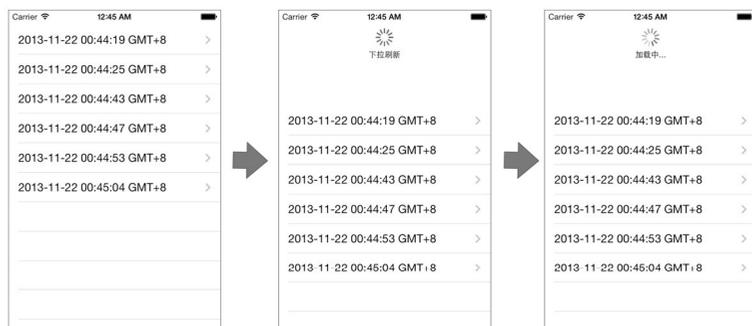 Carrier 12:45 AM
2013-11-22 00:44:19 GMT+8
2013-11-22 00:44:25 GMT+8
2013-11-22 00:44:43 GMT+8
2013-11-22 00:44:47 GMT+8
2013-11-22 00:44:53 GMT+8
2013-11-22 00:45:04 GMT+8
Carrier 12:45 AM
下拉刷新
2013-11-22 00:44:19 GMT+8
2013-11-22 00:44:25 GMT+8
2013-11-22 00:44:43 GMT+8
2013-11-22 00:44:47 GMT+8
2013-11-22 00:44:53 GMT+8
2013-11-22 00:45:04 GMT+8
Carrier 12:45 AM
加载中...
2013-11-22 00:44:19 GMT+8
2013-11-22 00:44:25 GMT+8
2013-11-22 00:44:43 GMT+8
2013-11-22 00:44:47 GMT+8
2013-11-22 00:44:53 GMT+8
2013-11-22 00:45:04 GMT+8